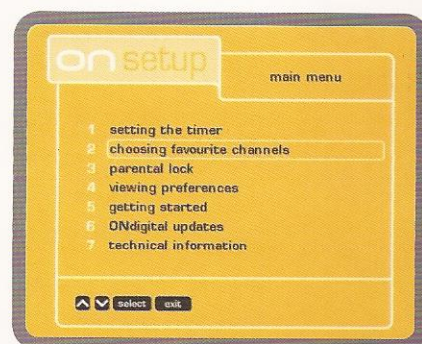 on setup
main menu
1 setting the timer
2 choosing favourite channels
3 parental lock
4 viewing preferences
5 getting started
6 ONdigital updates
7 technical information
select exit